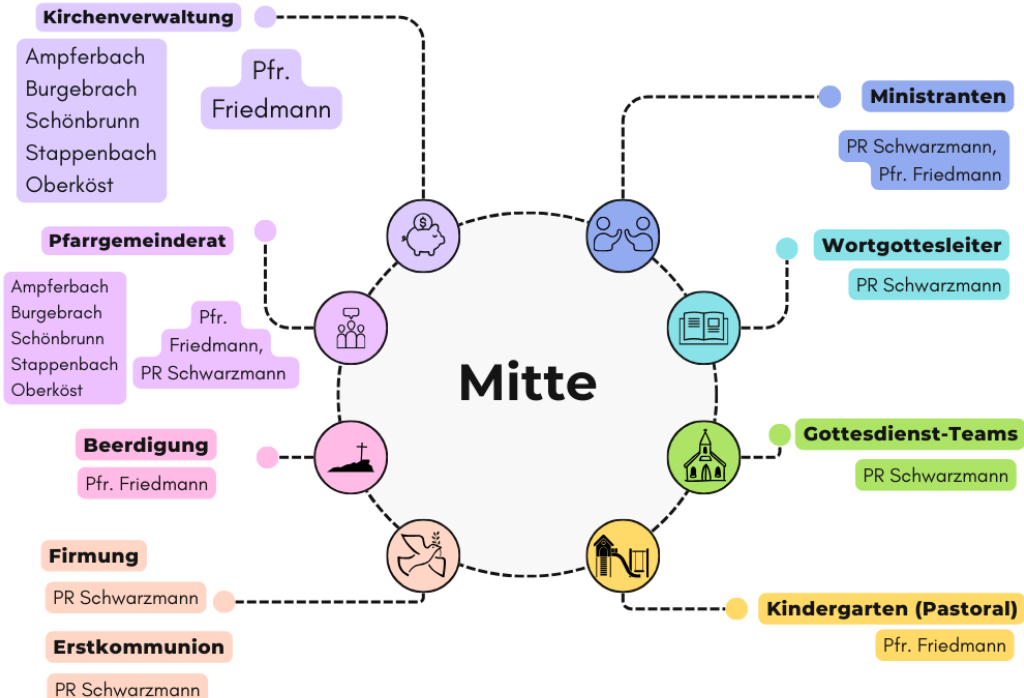 Kirchenverwaltung
Ampferbach
Burgebrach
Schönbrunn
Stappenbach
Oberköst
Pfr.
Friedmann
Pfarrgemeinderat
Ampferbach
Burgebrach
Schönbrunn
Stappenbach
Oberköst
Pfr.
Friedmann,
PR Schwarzmann
Beerdigung
Pfr. Friedmann
Firmung
PR Schwarzmann
Erstkommunion
PR Schwarzmann
$
Mitte
Ministranten
PR Schwarzmann,
Pfr. Friedmann
Wortgottesleiter
PR Schwarzmann
Gottesdienst-Teams
PR Schwarzmann
Kindergarten (Pastoral)
Pfr. Friedmann